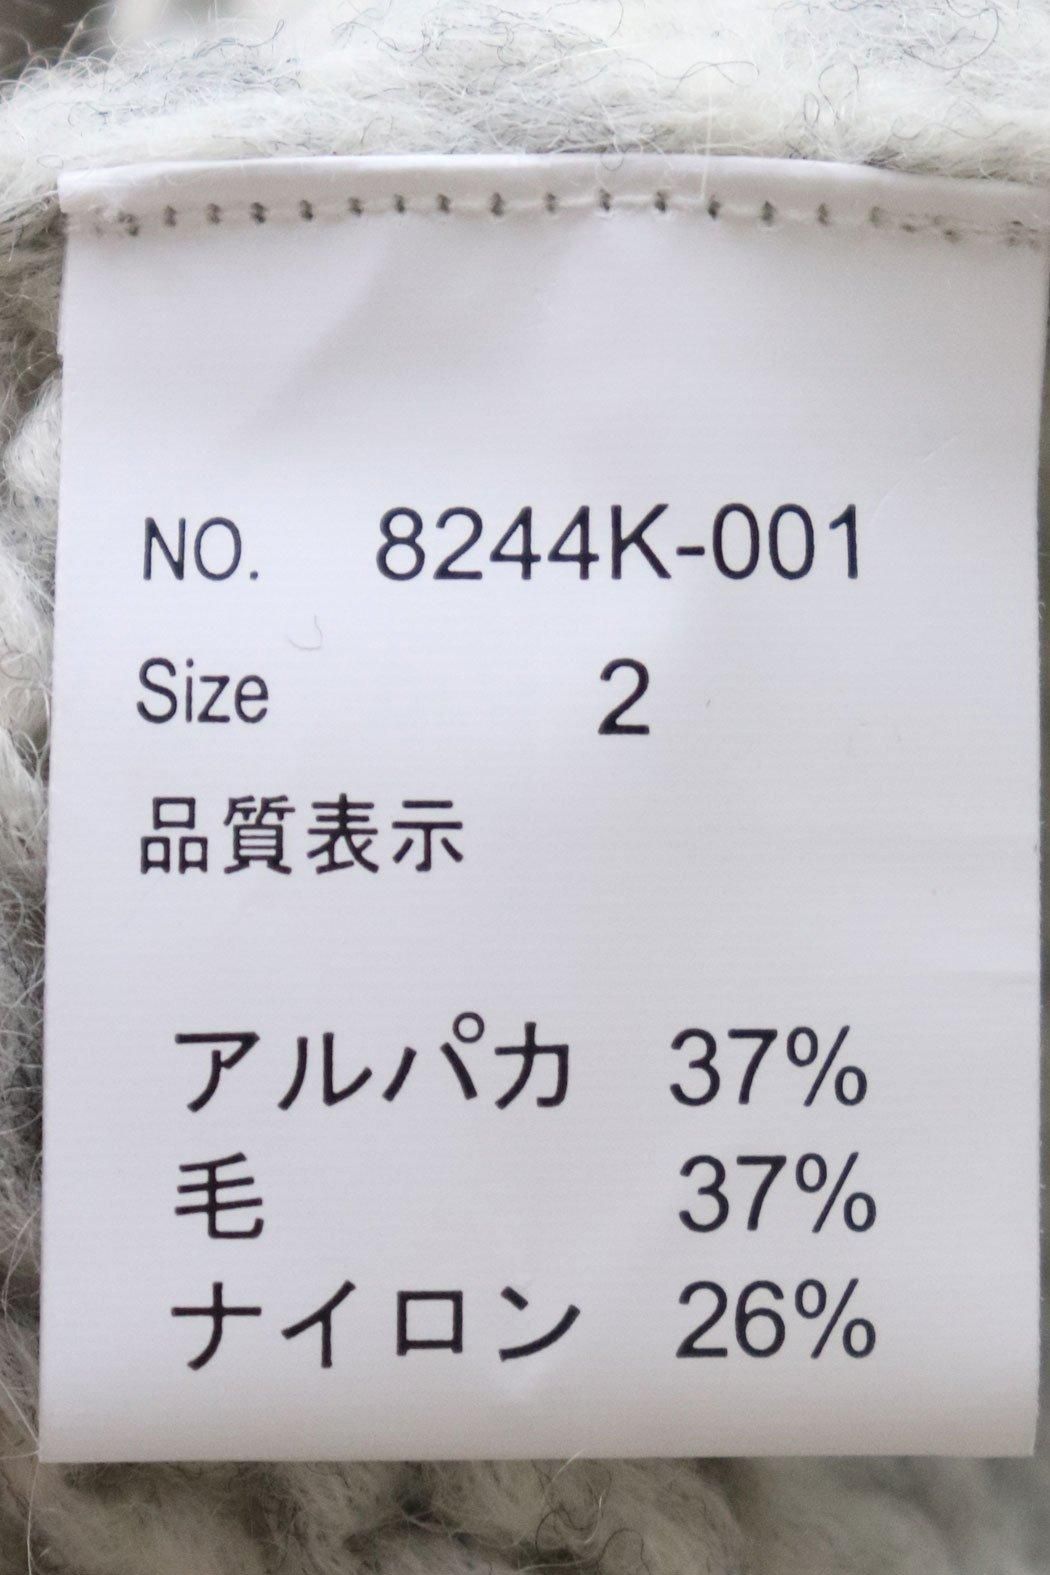 NO. 8244K-001
Size 2
品質表示
アルパカ 37%
毛 37%
ナイロン 26%